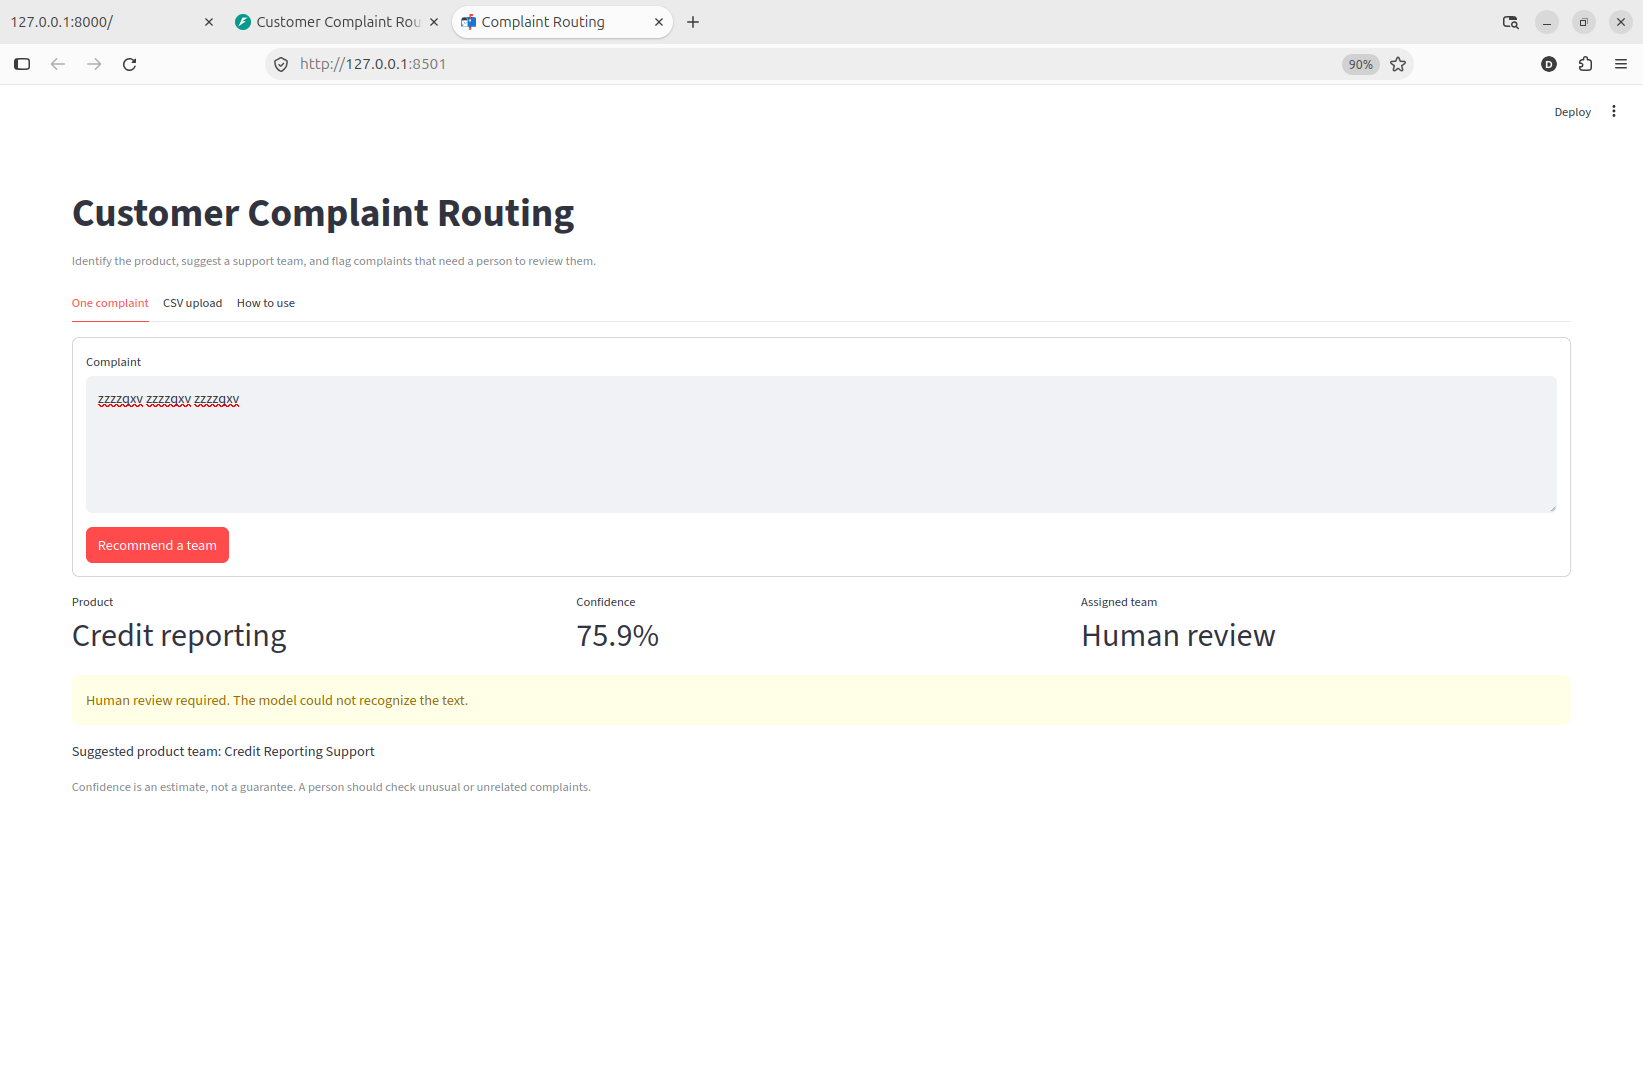 127.0.0.1:8000/
Customer Complaint Rou
Complaint Routing
http://127.0.0.1:8501
90%
D
Deploy
Customer Complaint Routing
Identify the product, suggest a support team, and flag complaints that need a person to review them.
One complaint CSV upload How to use
Complaint
zzzzqxv zzzzqxv zzzzqxv
Recommend a team
Product Confidence Assigned team
Credit reporting 75.9% Human review
Human review required. The model could not recognize the text.
Suggested product team: Credit Reporting Support
Confidence is an estimate, not a guarantee. A person should check unusual or unrelated complaints.